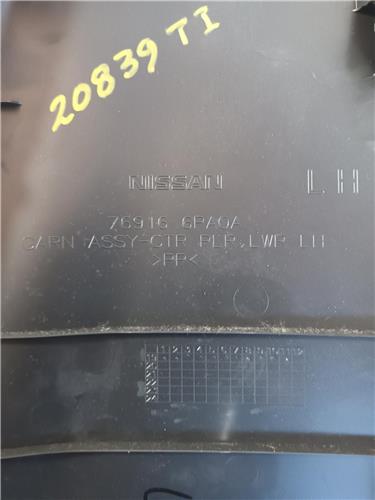 20839 TI
NISSAN LH
76916 6RA0A
GARN ASSY-CTR PLR,LWR LH
>PP<